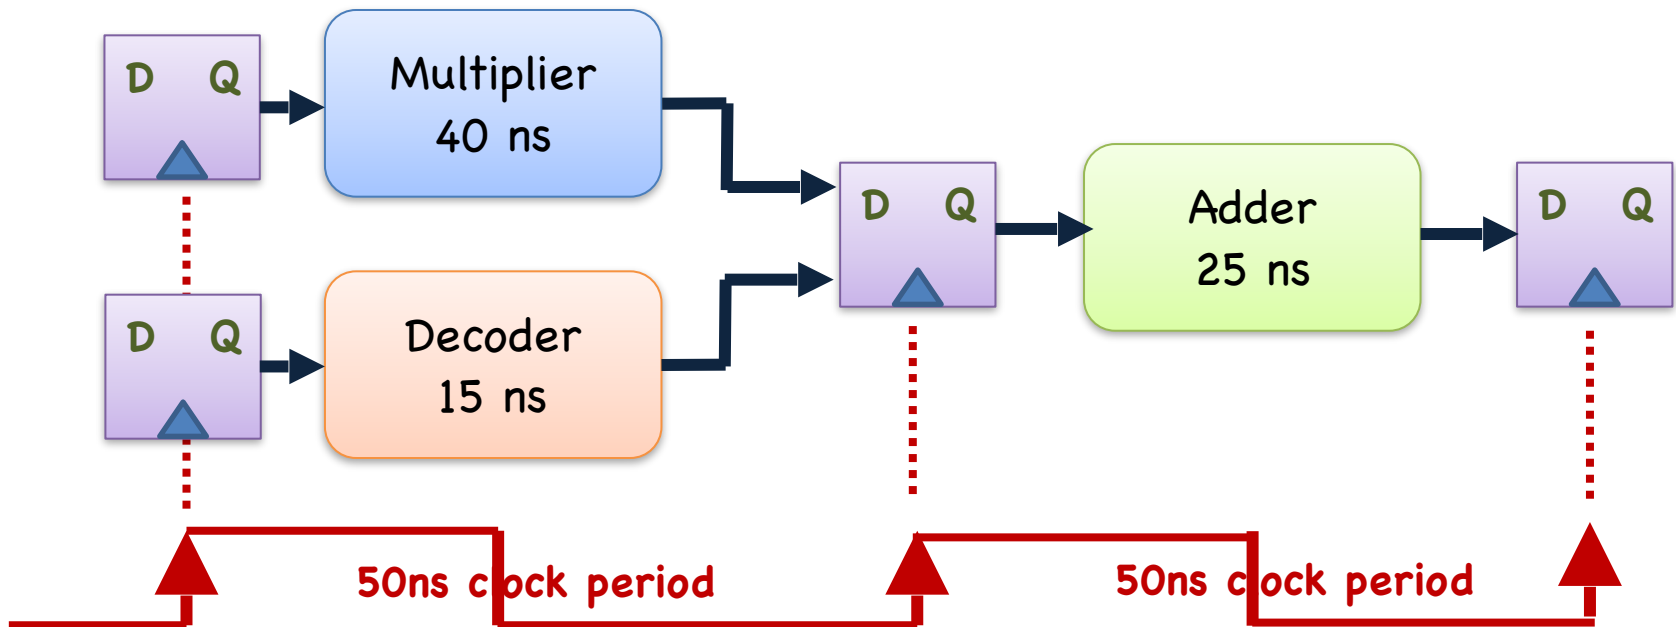 D Q
Multiplier
40 ns
D Q
Decoder
15 ns
D Q
Adder
25 ns
D Q
50ns clock period
50ns clock period